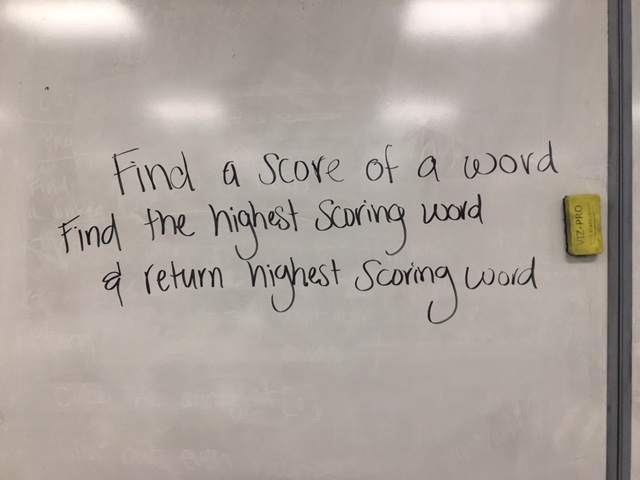 Find a score of a word
Find the highest scoring word
& return highest scoring word
VIZ-PRO